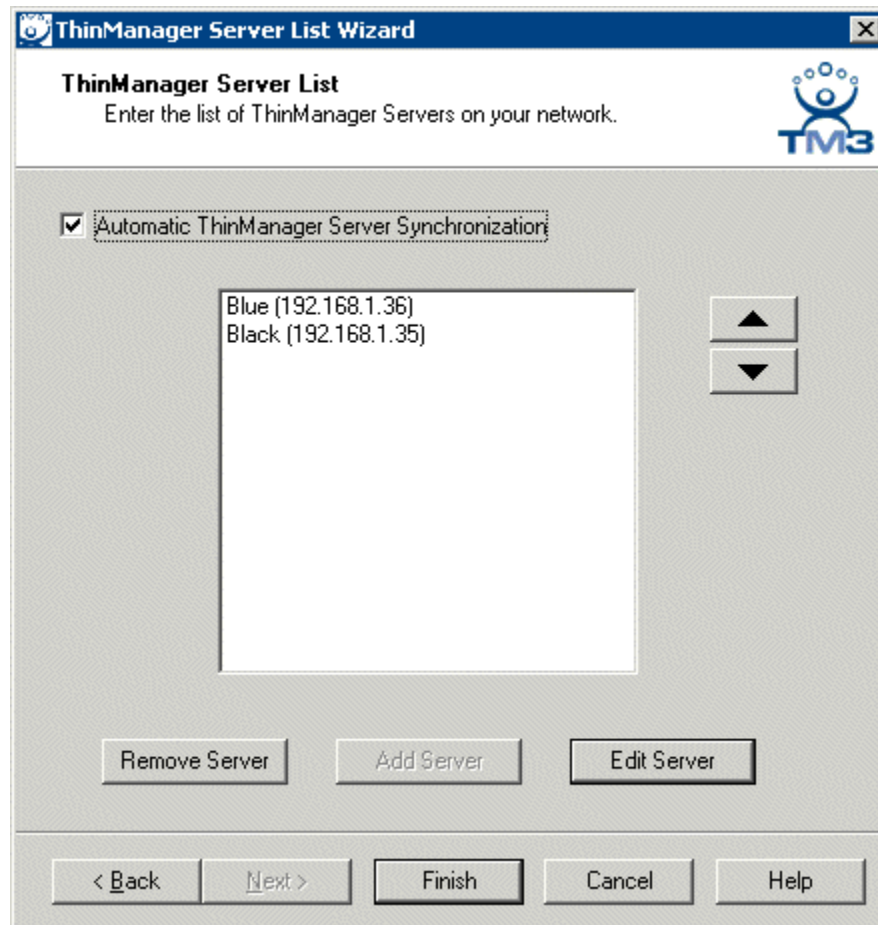 ThinManager Server List Wizard
ThinManager Server List
Enter the list of ThinManager Servers on your network.
TM3
Automatic ThinManager Server Synchronization
Blue (192.168.1.36)
Black (192.168.1.35)
Remove Server
Add Server
Edit Server
< Back
Next >
Finish
Cancel
Help